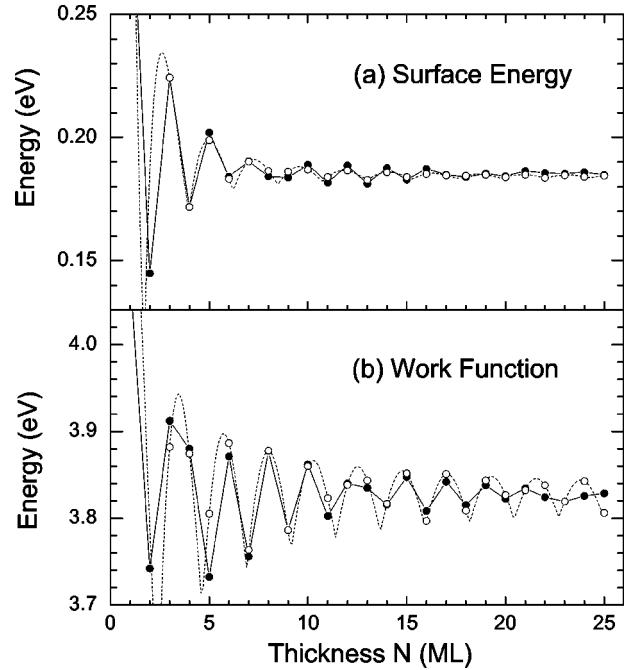 0.25
(a) Surface Energy
Energy (eV)
0.20
0.15
4.0
(b) Work Function
Energy (eV)
3.9
3.8
3.7
0 5 10 15 20 25
Thickness N (ML)